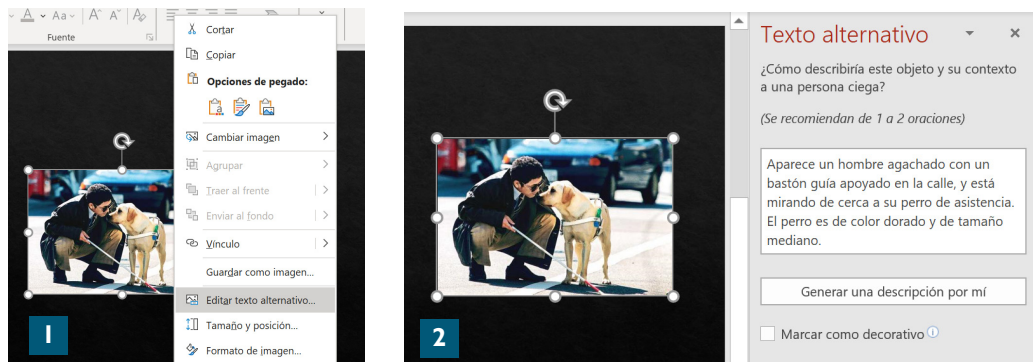 A Aa A A A
Fuente
Cortar
Copiar
Opciones de pegado:
Cambiar imagen
Agrupar
Traer al frente
Enviar al fondo
Vínculo
Guardar como imagen...
Editar texto alternativo...
Tamaño y posición...
Formato de imagen...
1
2
Texto alternativo
¿Cómo describiría este objeto y su contexto
a una persona ciega?
(Se recomiendan de 1 a 2 oraciones)
Aparece un hombre agachado con un
bastón guía apoyado en la calle, y está
mirando de cerca a su perro de asistencia.
El perro es de color dorado y de tamaño
mediano.
Generar una descripción por mí
Marcar como decorativo